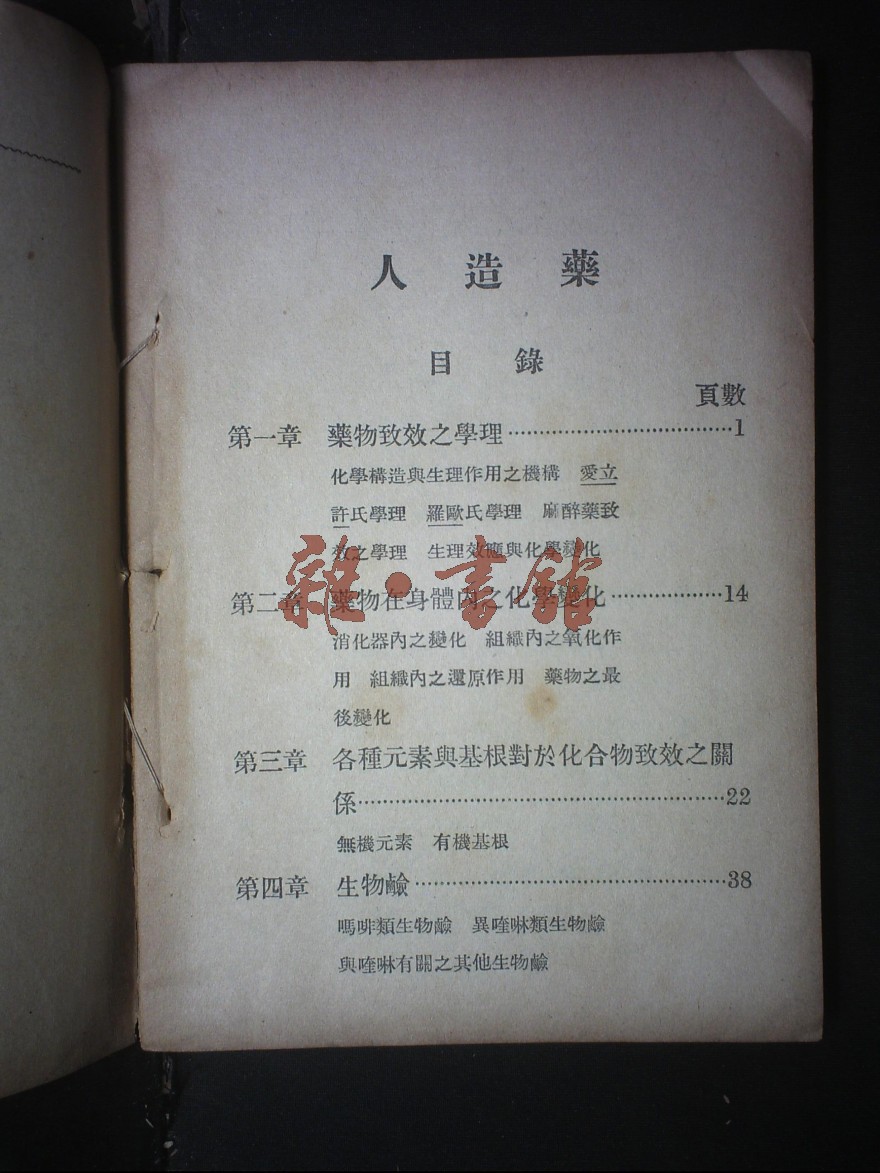 人造藥
目錄
頁數
第一章 藥物致效之學理……………………………1
化學構造與生理作用之機構 愛立
許氏學理 羅歐氏學理 麻醉藥致
效之學理 生理效應與化學變化
第二章 藥物在身體內之化學變化………………14
消化器內之變化 組織內之氧化作
用 組織內之還原作用 藥物之最
後變化
第三章 各種元素與基根對於化合物致效之關
係……………………………………………………22
無機元素 有機基根
第四章 生物鹼……………………………………………38
嗎啡類生物鹼 異喹啉類生物鹼
與喹啉有關之其他生物鹼
雜·書館